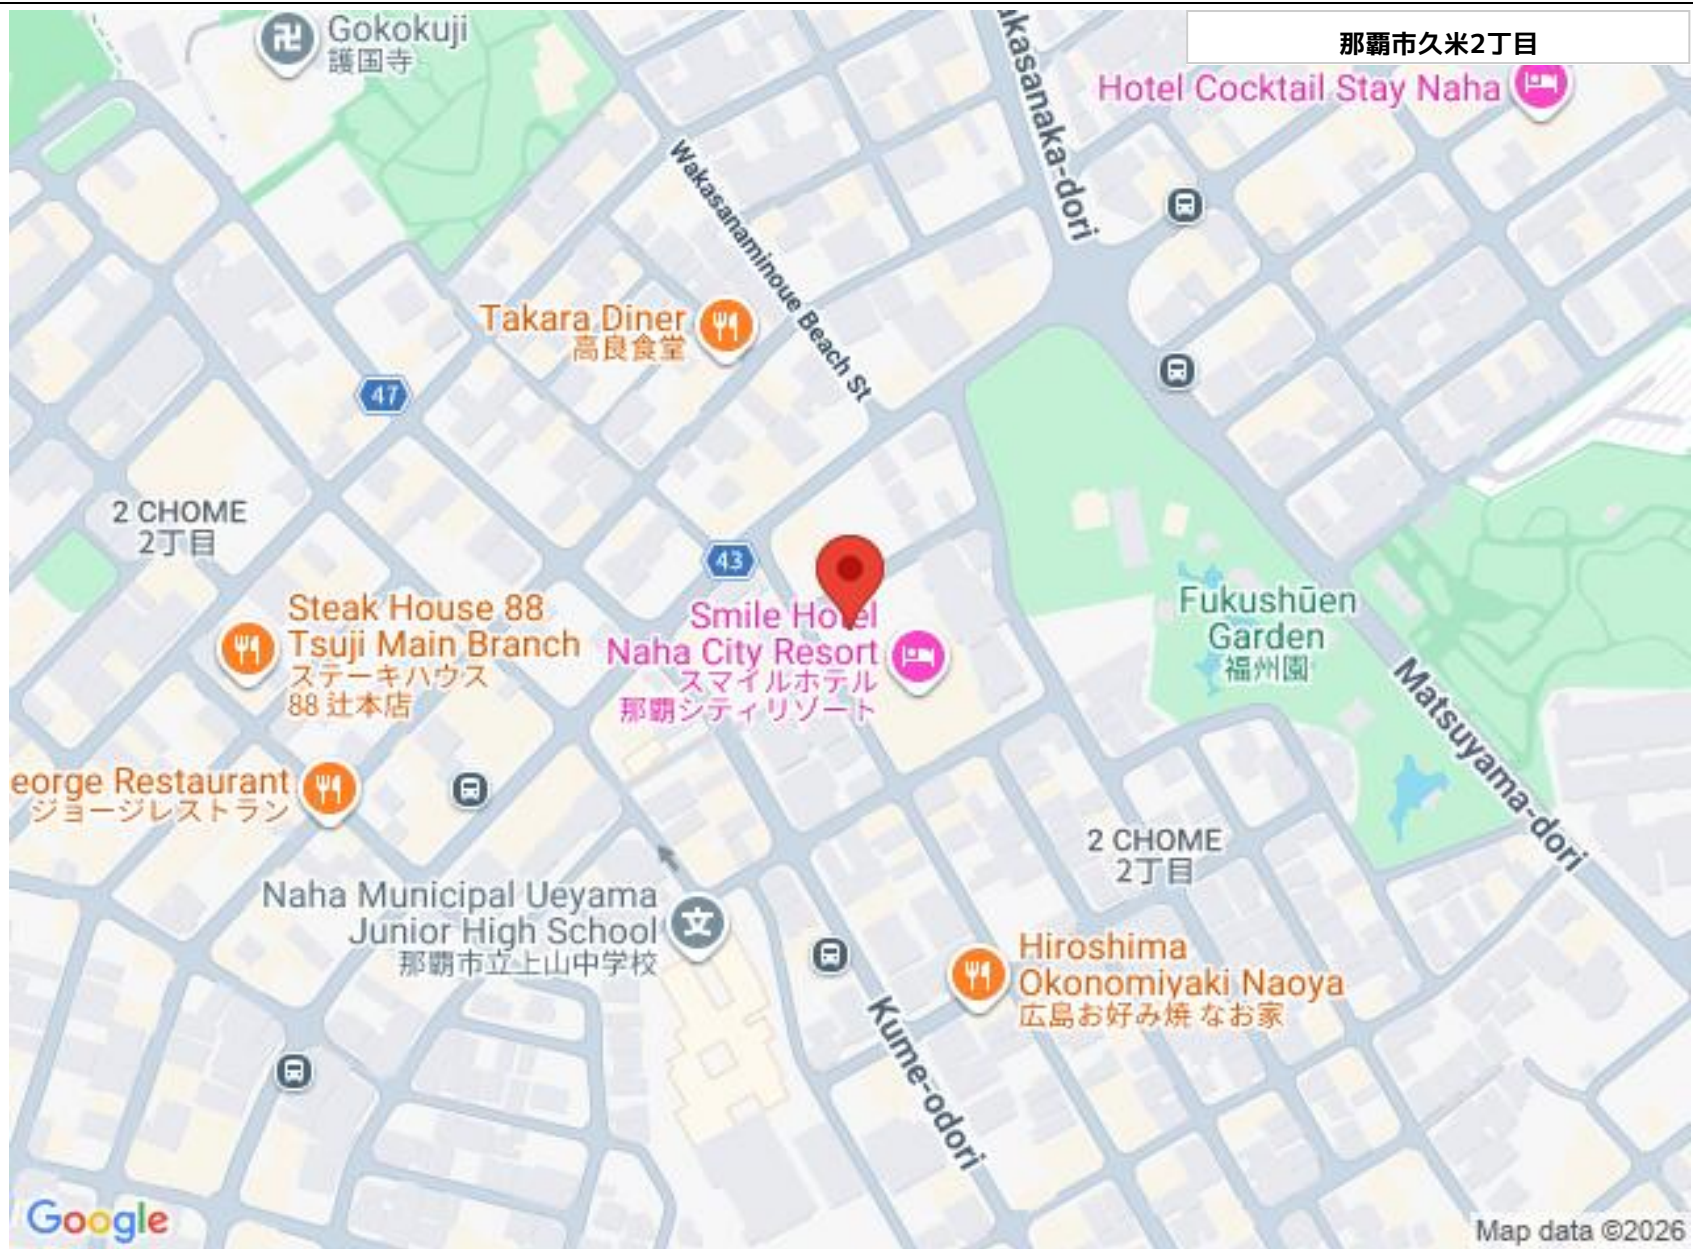 那覇市久米2丁目
Gokokuji
護国寺
Hotel Cocktail Stay Naha
kasanaka-dori
Wakasanaminoue Beach St
Takara Diner
高良食堂
47
2 CHOME
2丁目
43
Steak House 88
Tsuji Main Branch
ステーキハウス
88 辻本店
Smile Hotel
Naha City Resort
スマイルホテル
那覇シティリゾート
Fukushūen
Garden
福州園
Matsuyama-dori
eorge Restaurant
ジョージレストラン
2 CHOME
2丁目
Naha Municipal Ueyama
Junior High School
那覇市立上山中学校
文
Hiroshima
Okonomiyaki Naoya
広島お好み焼 なお家
Kume-odori
Google
Map data ©2026